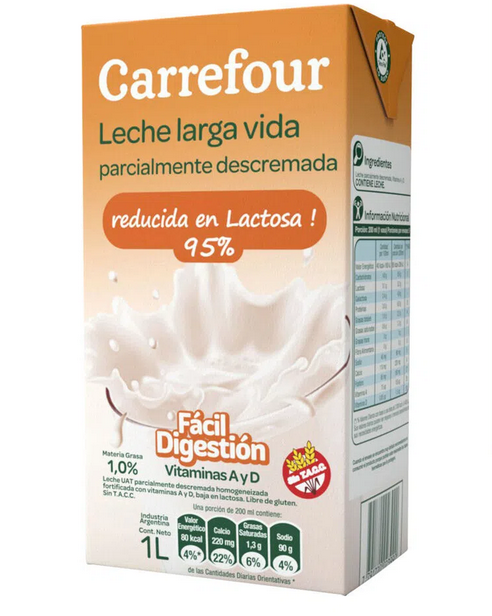 Carrefour
Leche larga vida
parcialmente descremada
reducida en Lactosa !
95%
Fácil
Digestión
Vitaminas A y D
Materia Grasa
1,0%
Leche UAT parcialmente descremada homogeneizada
fortificada con vitaminas A y D, baja en lactosa. Libre de gluten.
Sin T.A.C.C.
Sin T.A.C.C.
Una porción de 200 ml contiene:
Industria
Argentina
Cont. Neto
1L
Valor
Energético
80 kcal
4%*
Calcio
220 mg
22%
Grasas
Saturadas
1,3 g
6%
Sodio
90 g
4%
de las Cantidades Diarias Orientativas *
Ingredientes
CONTIENE LECHE.
Información Nutricional